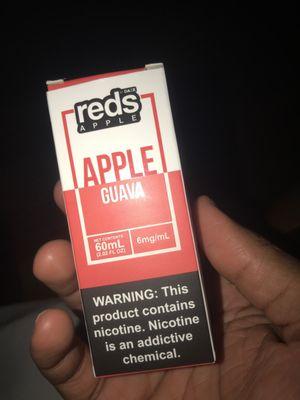 reds
APPLE
APPLE
GUAVA
NET CONTENTS
60mL
(2.02 FL OZ)
6mg/mL
WARNING: This
product contains
nicotine. Nicotine
is an addictive
chemical.